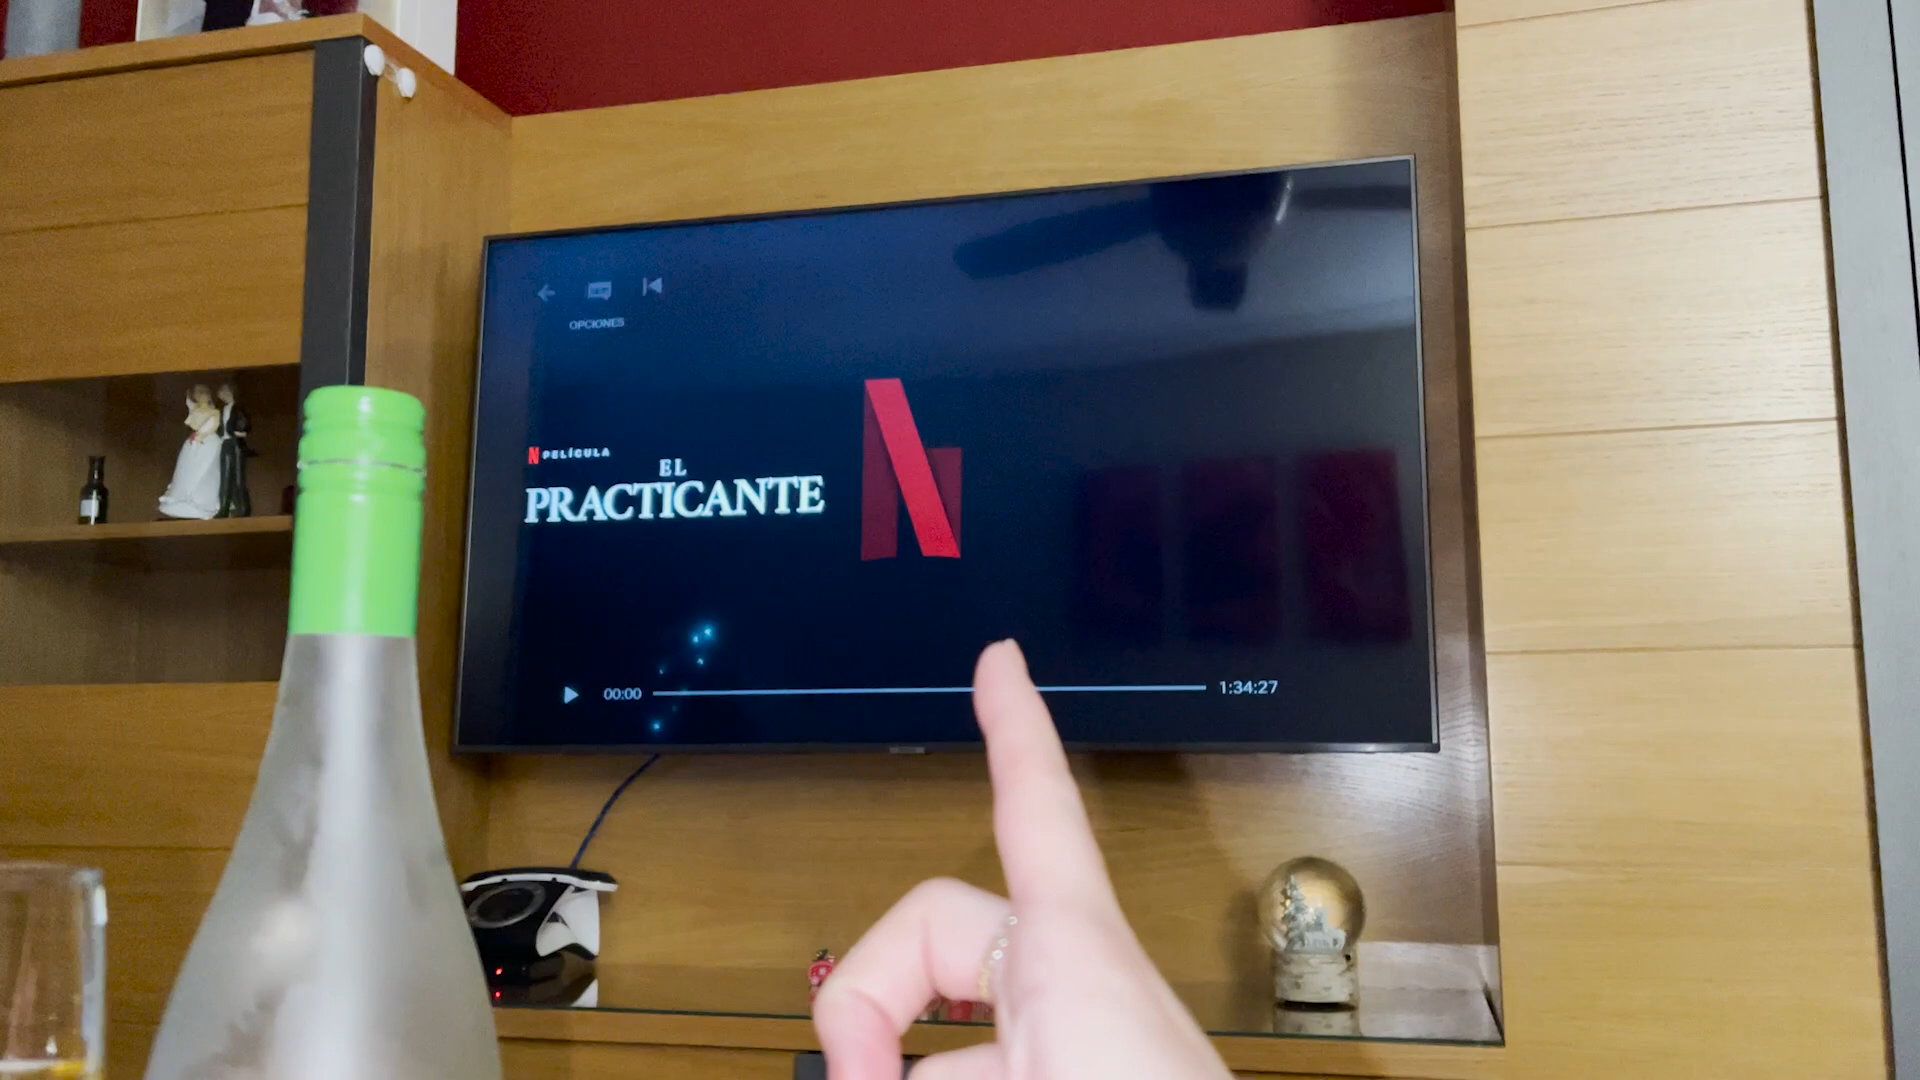 OPCIONES
N PELÍCULA
EL
PRACTICANTE
00:00
1:34:27